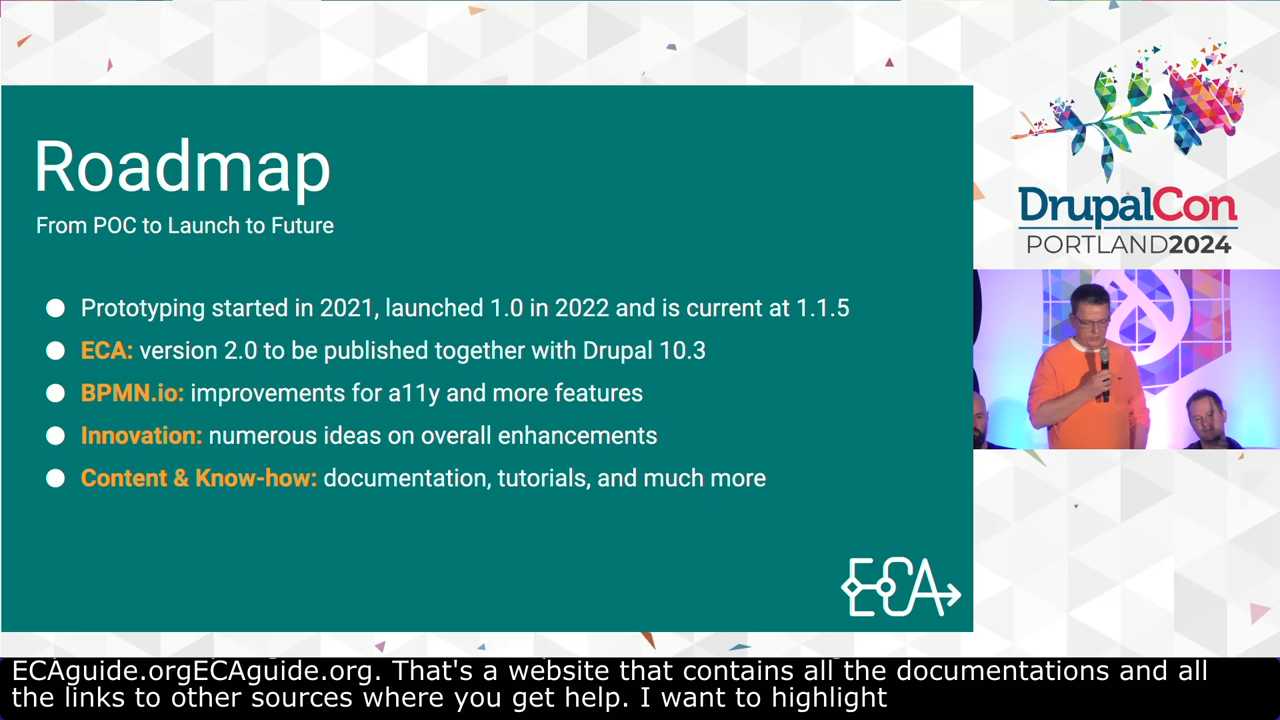 Roadmap
From POC to Launch to Future
Prototyping started in 2021, launched 1.0 in 2022 and is current at 1.1.5
ECA: version 2.0 to be published together with Drupal 10.3
BPMN.io: improvements for a11y and more features
Innovation: numerous ideas on overall enhancements
Content & Know-how: documentation, tutorials, and much more
ECA
DrupalCon
PORTLAND2024
ECAguide.orgECAguide.org. That's a website that contains all the documentations and all
the links to other sources where you get help. I want to highlight